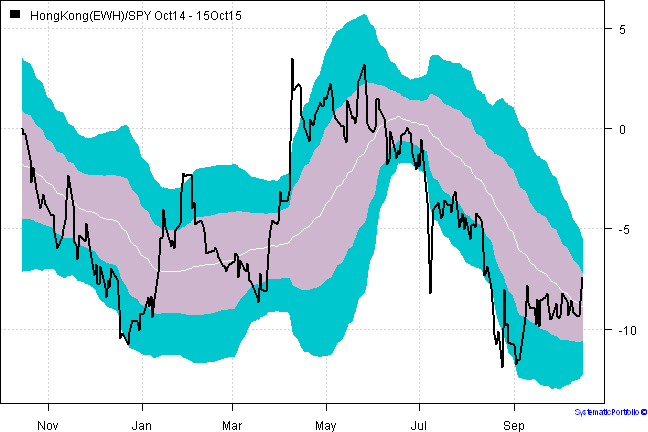 HongKong(EWH)/SPY Oct14 - 15Oct15
5
0
-5
-10
Nov Jan Mar May Jul Sep
SystematicPortfolio ©